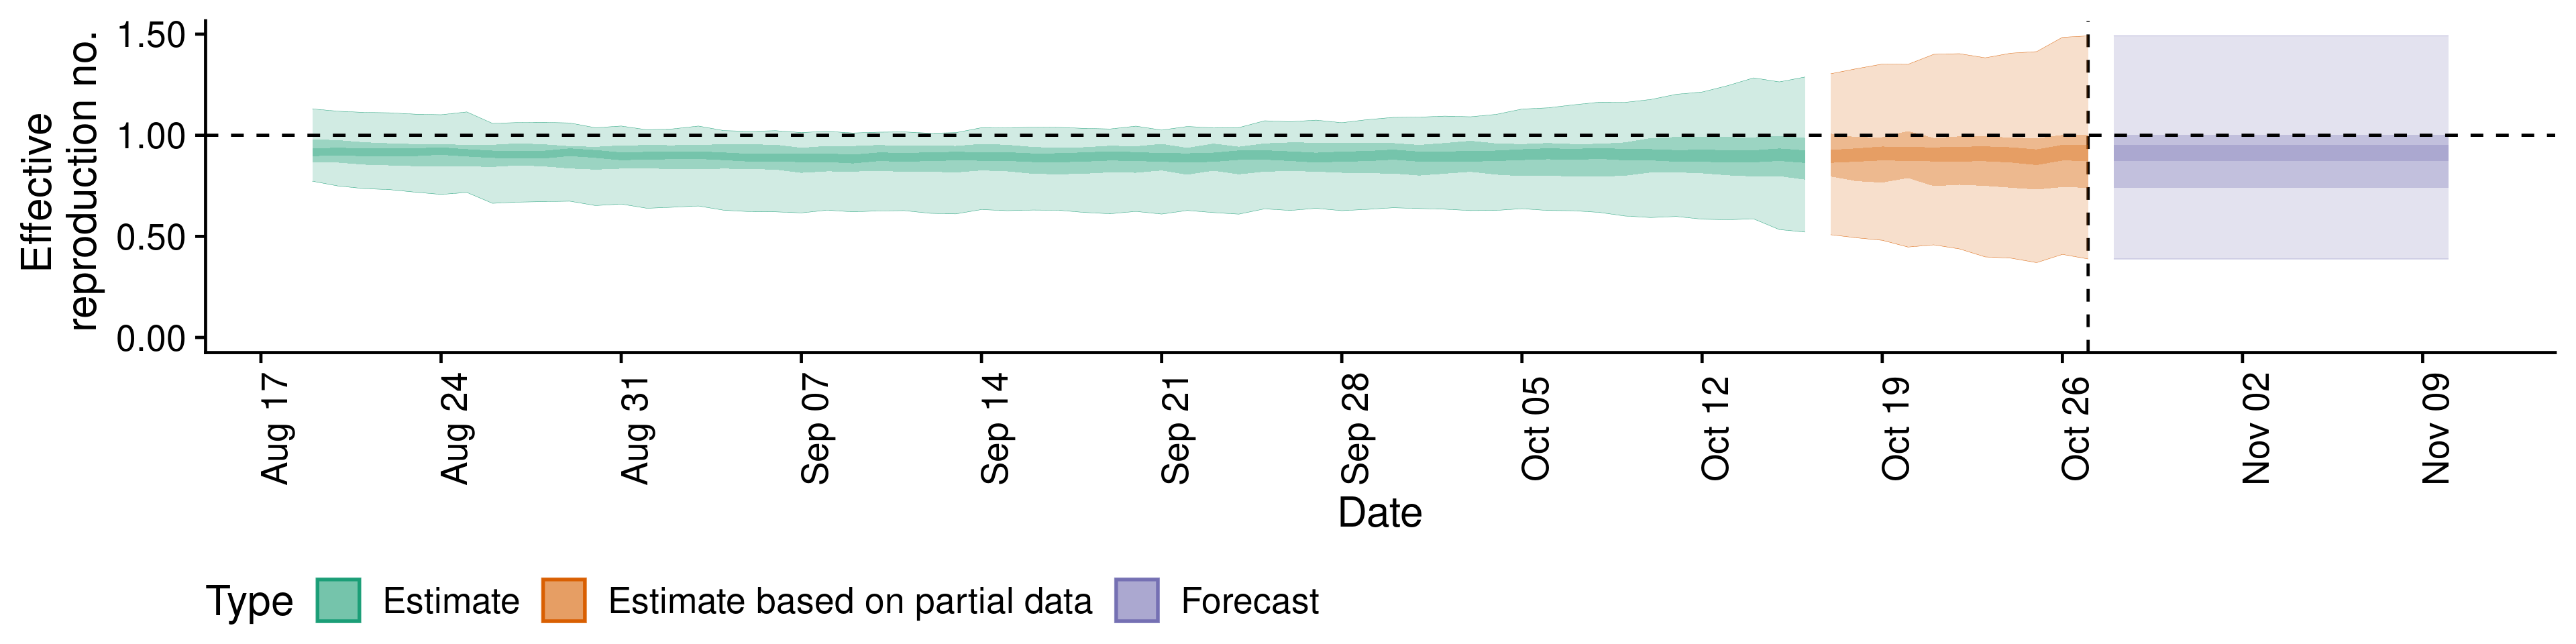 Effective
reproduction no.
1.50
1.00
0.50
0.00
Aug 17
Aug 24
Aug 31
Sep 07
Sep 14
Sep 21
Sep 28
Oct 05
Oct 12
Oct 19
Oct 26
Nov 02
Nov 09
Date
Type Estimate Estimate based on partial data Forecast